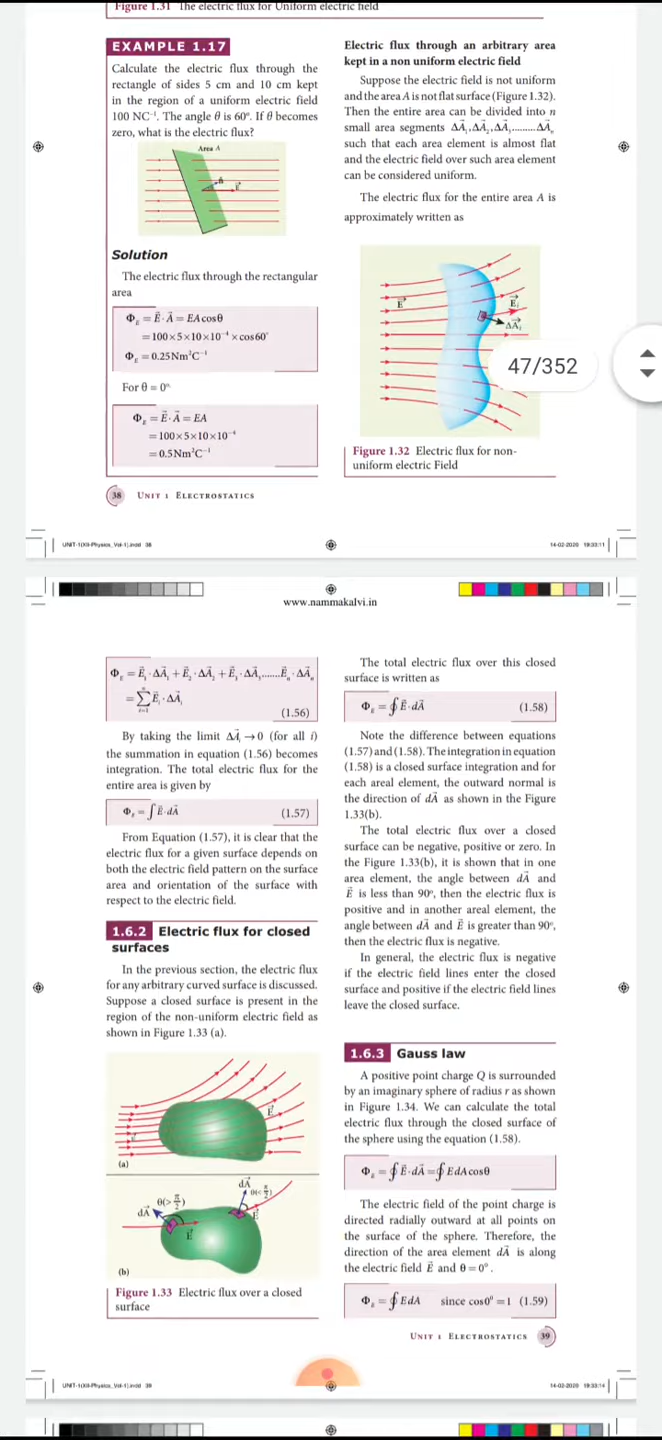 Figure 1.31 The electric flux for Uniform electric field
EXAMPLE 1.17
Calculate the electric flux through the
rectangle of sides 5 cm and 10 cm kept
in the region of a uniform electric field
100 NC⁻¹. The angle θ is 60°. If θ becomes
zero, what is the electric flux?
Area A
n̂
E⃗
Solution
The electric flux through the rectangular
area
Φ_E = E⃗ · A⃗ = EA cosθ
= 100×5×10×10⁻⁴ × cos60°
Φ_E = 0.25 Nm²C⁻¹
For θ = 0°
Φ_E = E⃗ · A⃗ = EA
= 100×5×10×10⁻⁴
= 0.5 Nm²C⁻¹
38 UNIT 1 ELECTROSTATICS
Electric flux through an arbitrary area
kept in a non uniform electric field
Suppose the electric field is not uniform
and the area A is not flat surface (Figure 1.32).
Then the entire area can be divided into n
small area segments ΔA⃗₁, ΔA⃗₂, ΔA⃗₃,.........ΔA⃗ₙ
such that each area element is almost flat
and the electric field over such area element
can be considered uniform.
The electric flux for the entire area A is
approximately written as
E⃗
E⃗ᵢ
ΔA⃗ᵢ
47/352
Figure 1.32 Electric flux for non-
uniform electric Field
UNIT-1(XII-Physics_Vol-1).indd 38
14-02-2020 19:33:11
www.nammakalvi.in
Φ_E = E⃗₁ · ΔA⃗₁ + E⃗₂ · ΔA⃗₂ + E⃗₃ · ΔA⃗₃.......E⃗ₙ · ΔA⃗ₙ
= ∑ᵢ₌₁ⁿ E⃗ᵢ · ΔA⃗ᵢ
(1.56)
By taking the limit ΔA⃗ᵢ → 0 (for all i)
the summation in equation (1.56) becomes
integration. The total electric flux for the
entire area is given by
Φ_E = ∫ E⃗ · dA⃗ (1.57)
From Equation (1.57), it is clear that the
electric flux for a given surface depends on
both the electric field pattern on the surface
area and orientation of the surface with
respect to the electric field.
1.6.2 Electric flux for closed
surfaces
In the previous section, the electric flux
for any arbitrary curved surface is discussed.
Suppose a closed surface is present in the
region of the non-uniform electric field as
shown in Figure 1.33 (a).
E⃗
(a)
dA⃗ θ(> π/2)
dA⃗ θ(< π/2)
E⃗
E⃗
(b)
Figure 1.33 Electric flux over a closed
surface
The total electric flux over this closed
surface is written as
Φ_E = ∮ E⃗ · dA⃗ (1.58)
Note the difference between equations
(1.57) and (1.58). The integration in equation
(1.58) is a closed surface integration and for
each areal element, the outward normal is
the direction of dA⃗ as shown in the Figure
1.33(b).
The total electric flux over a closed
surface can be negative, positive or zero. In
the Figure 1.33(b), it is shown that in one
area element, the angle between dA⃗ and
E⃗ is less than 90°, then the electric flux is
positive and in another areal element, the
angle between dA⃗ and E⃗ is greater than 90°,
then the electric flux is negative.
In general, the electric flux is negative
if the electric field lines enter the closed
surface and positive if the electric field lines
leave the closed surface.
1.6.3 Gauss law
A positive point charge Q is surrounded
by an imaginary sphere of radius r as shown
in Figure 1.34. We can calculate the total
electric flux through the closed surface of
the sphere using the equation (1.58).
Φ_E = ∮ E⃗ · dA⃗ = ∮ E dA cosθ
The electric field of the point charge is
directed radially outward at all points on
the surface of the sphere. Therefore, the
direction of the area element dA⃗ is along
the electric field E⃗ and θ = 0°.
Φ_E = ∮ E dA since cos0° = 1 (1.59)
UNIT 1 ELECTROSTATICS 39
UNIT-1(XII-Physics_Vol-1).indd 39
14-02-2020 19:33:14